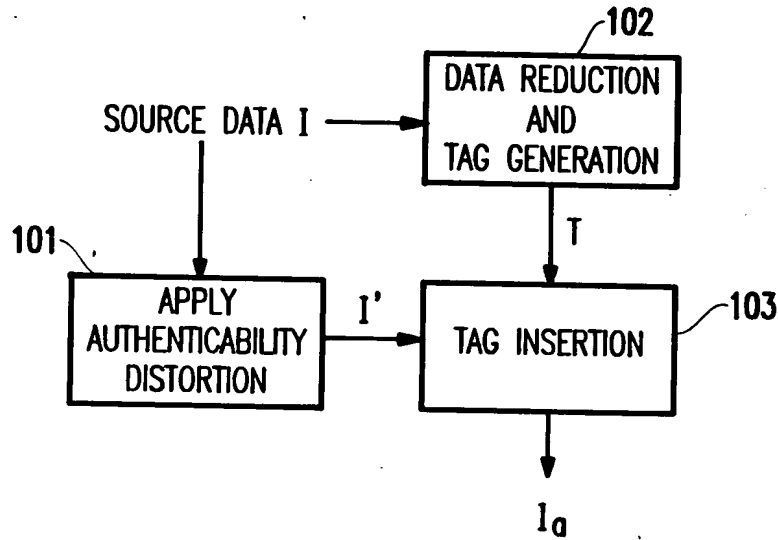 102
DATA REDUCTION
AND
TAG GENERATION
SOURCE DATA I
T
101
APPLY
AUTHENTICABILITY
DISTORTION
I'
TAG INSERTION
103
Ia